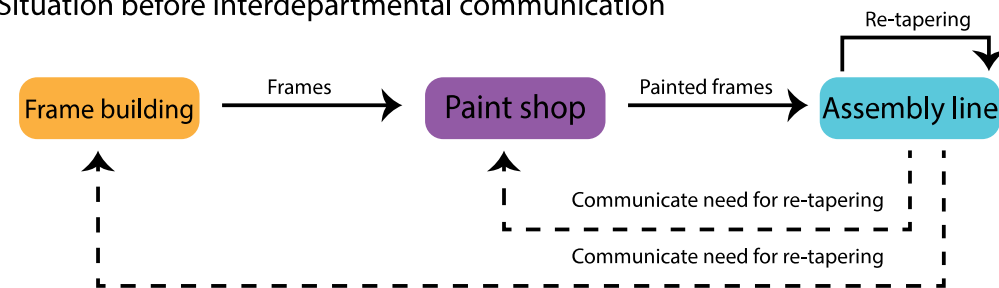 Situation before interdepartmental communication
Re-tapering
Frames
Painted frames
Frame building
Paint shop
Assembly line
Communicate need for re-tapering
Communicate need for re-tapering